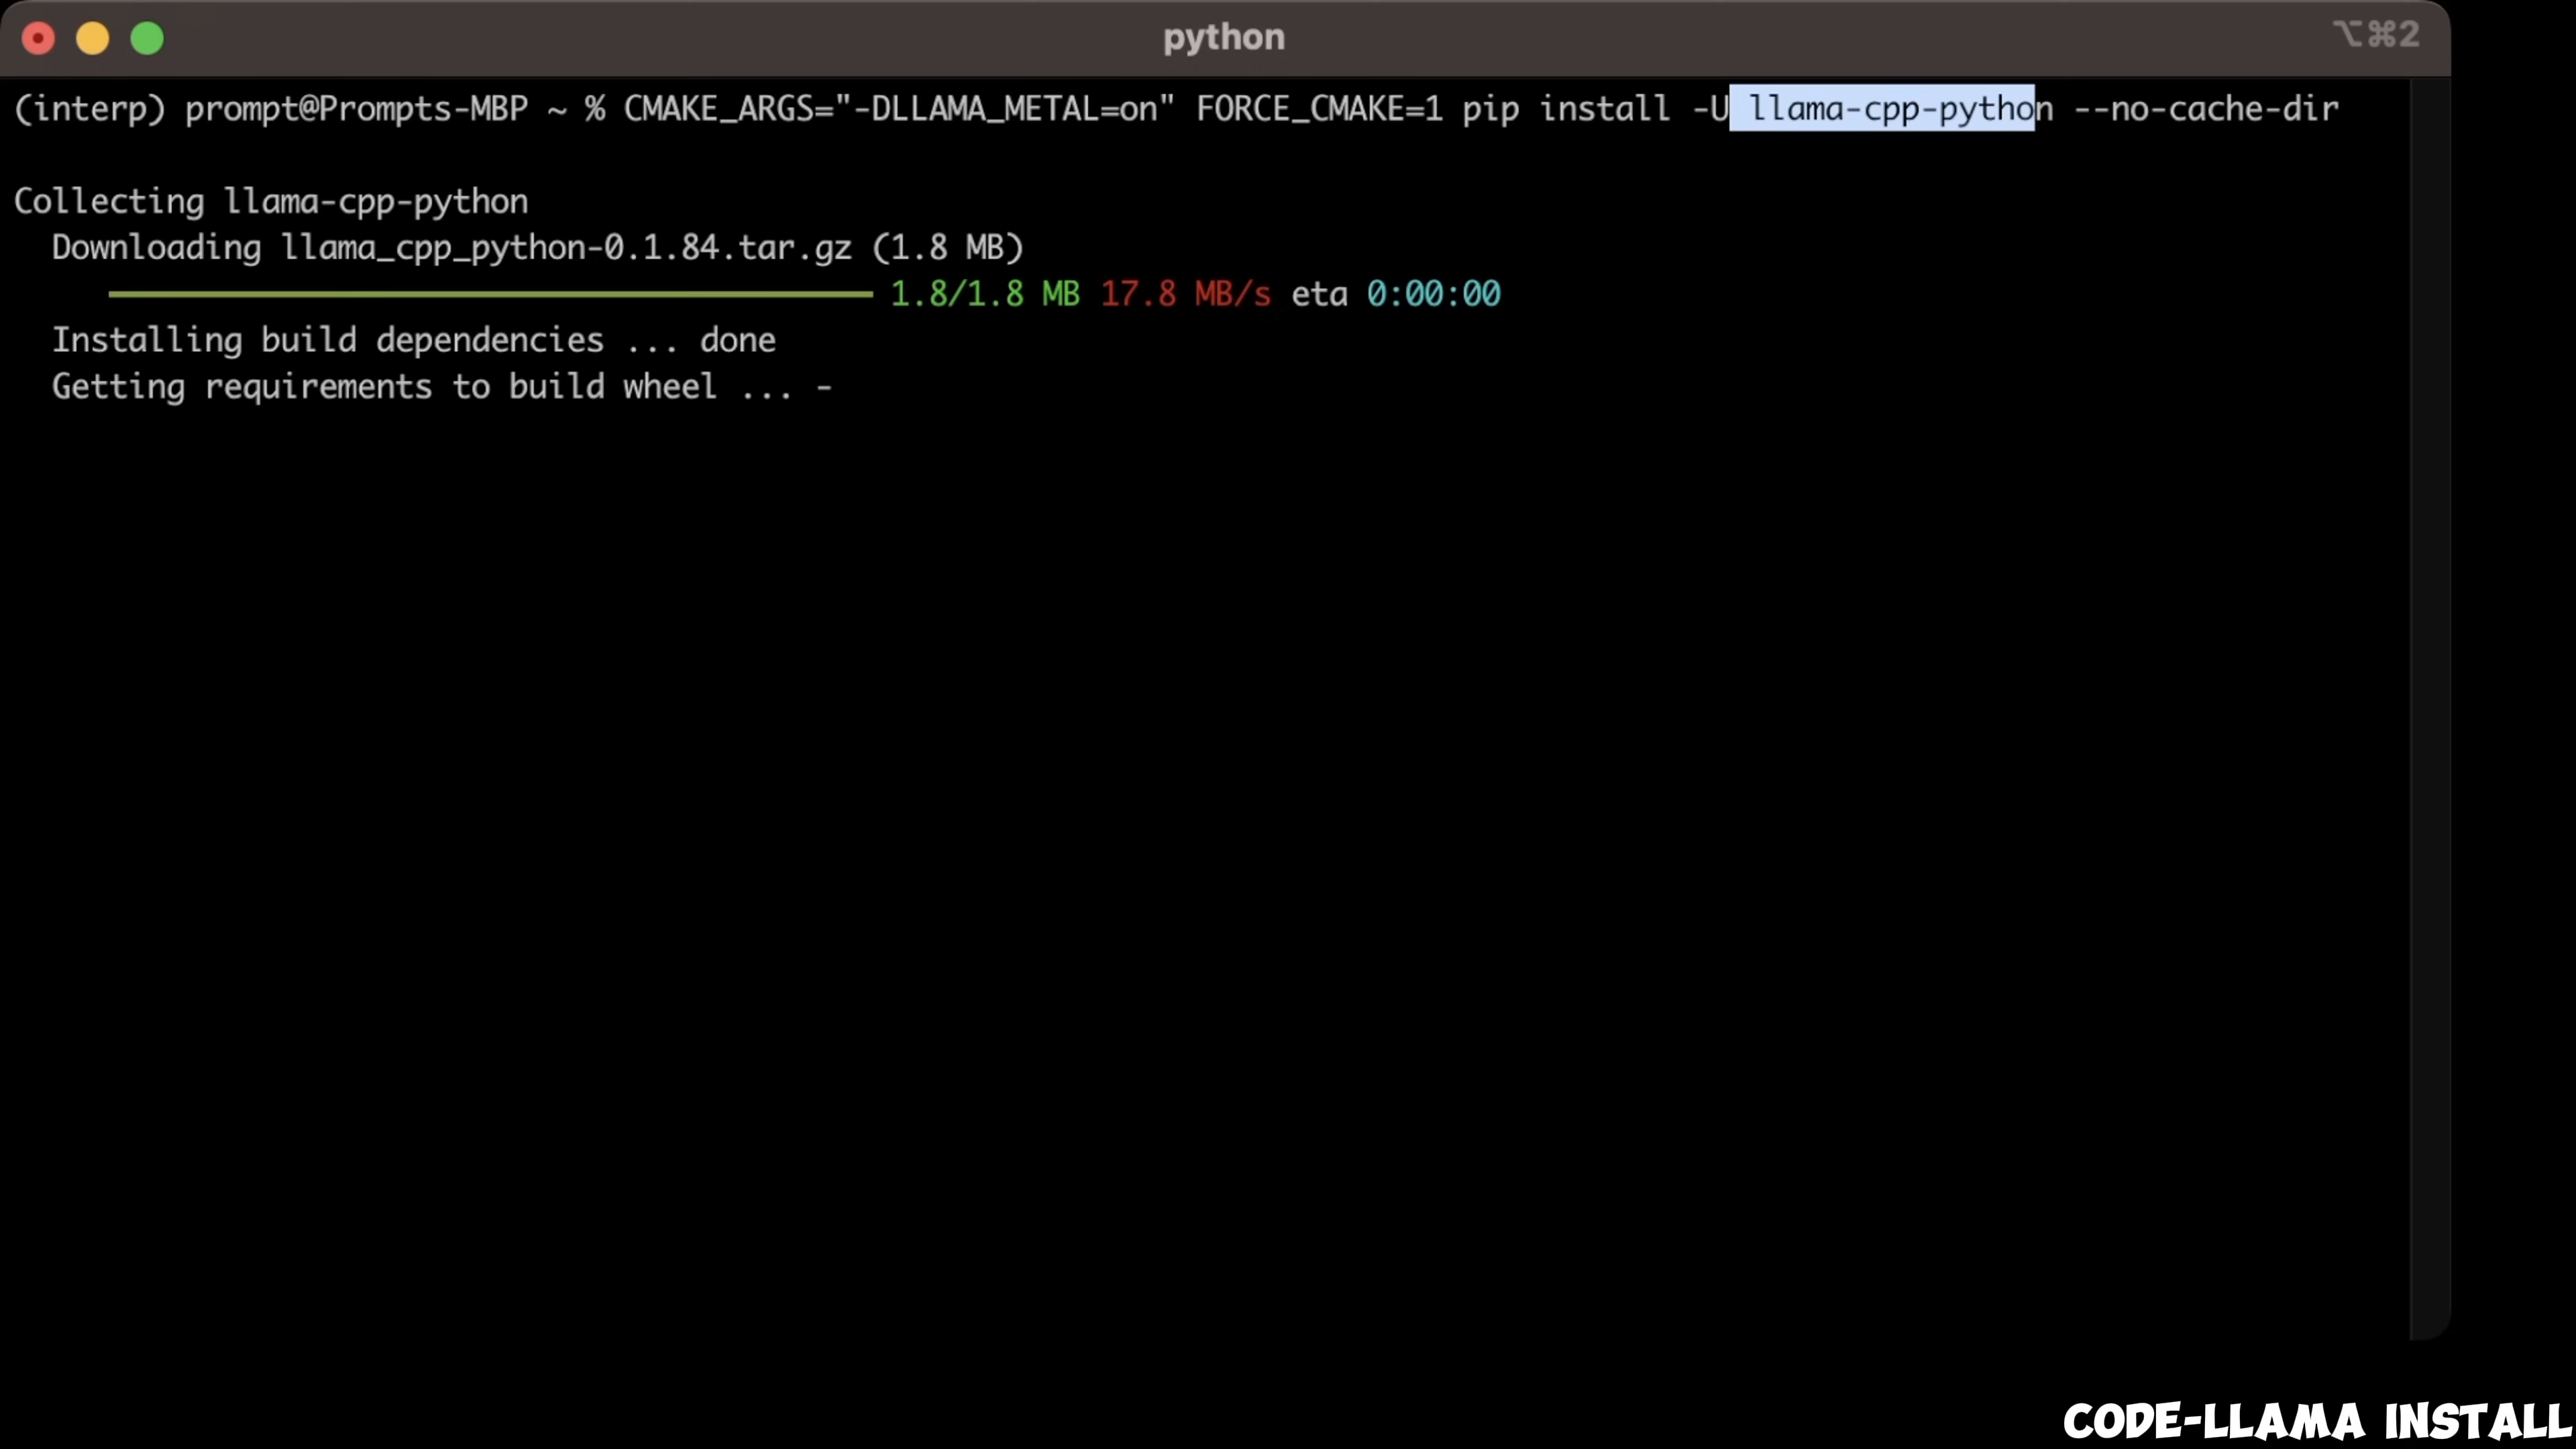 python
⌥⌘2
(interp) prompt@Prompts-MBP ~ % CMAKE_ARGS="-DLLAMA_METAL=on" FORCE_CMAKE=1 pip install -U llama-cpp-python --no-cache-dir
Collecting llama-cpp-python
Downloading llama_cpp_python-0.1.84.tar.gz (1.8 MB)
1.8/1.8 MB 17.8 MB/s eta 0:00:00
Installing build dependencies ... done
Getting requirements to build wheel ... -
CODE-LLAMA INSTALL